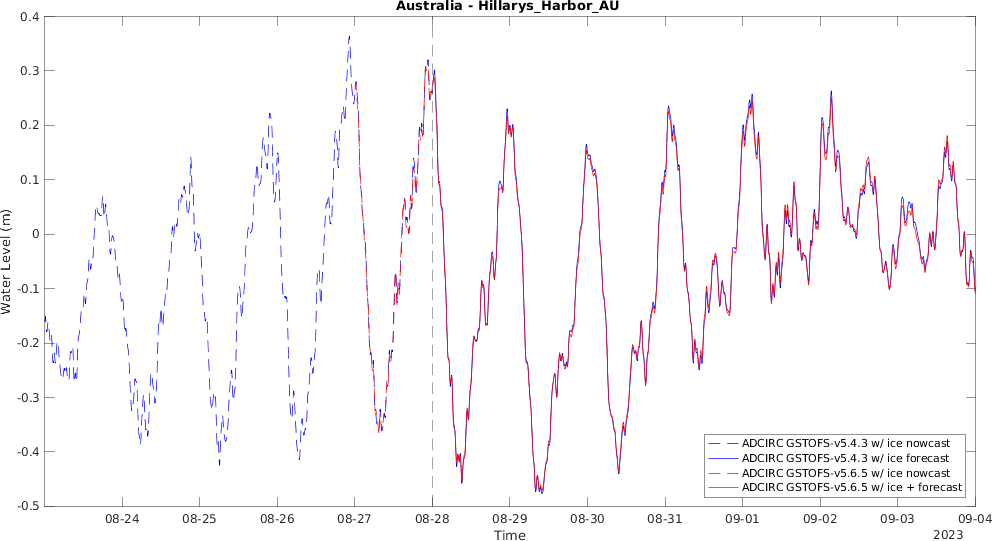 Australia - Hillarys_Harbor_AU
0.4
0.3
0.2
0.1
0
-0.1
-0.2
-0.3
-0.4
-0.5
Water Level (m)
ADCIRC GSTOFS-v5.4.3 w/ ice nowcast
ADCIRC GSTOFS-v5.4.3 w/ ice forecast
ADCIRC GSTOFS-v5.6.5 w/ ice nowcast
ADCIRC GSTOFS-v5.6.5 w/ ice + forecast
08-24 08-25 08-26 08-27 08-28 08-29 08-30 08-31 09-01 09-02 09-03 09-04
Time
2023